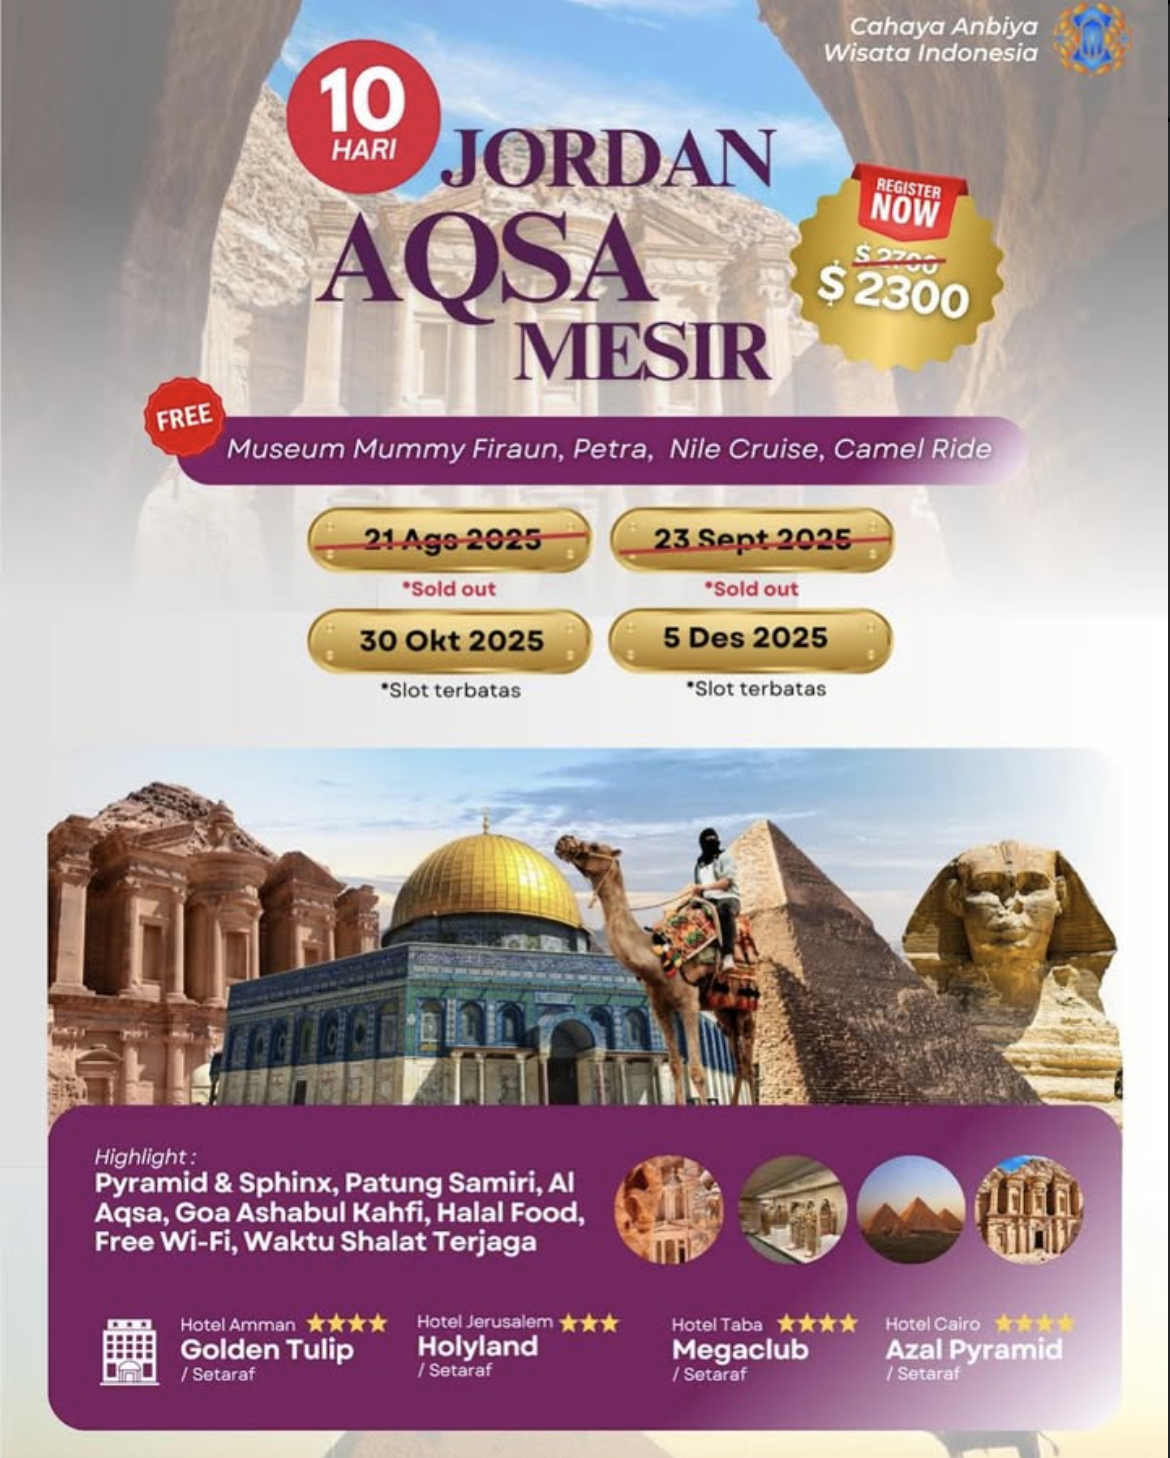 Cahaya Anbiya
Wisata Indonesia
10
HARI
JORDAN
AQSA
MESIR
REGISTER
NOW
$ 2700
$ 2300
FREE
Museum Mummy Firaun, Petra, Nile Cruise, Camel Ride
21 Ags 2025
23 Sept 2025
*Sold out
*Sold out
30 Okt 2025
5 Des 2025
*Slot terbatas
*Slot terbatas
Highlight :
Pyramid & Sphinx, Patung Samiri, Al
Aqsa, Goa Ashabul Kahfi, Halal Food,
Free Wi-Fi, Waktu Shalat Terjaga
Hotel Amman
Golden Tulip
/ Setaraf
Hotel Jerusalem
Holyland
/ Setaraf
Hotel Taba
Megaclub
/ Setaraf
Hotel Cairo
Azal Pyramid
/ Setaraf